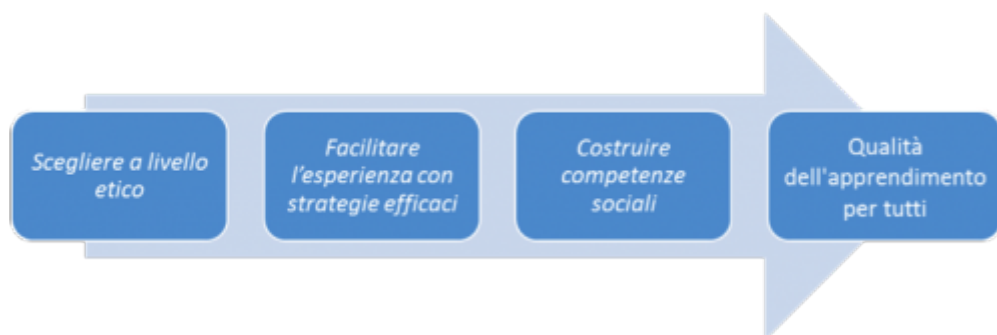 Scegliere a livello
etico
Facilitare
l'esperienza con
strategie efficaci
Costruire
competenze
sociali
Qualità
dell'apprendimento
per tutti